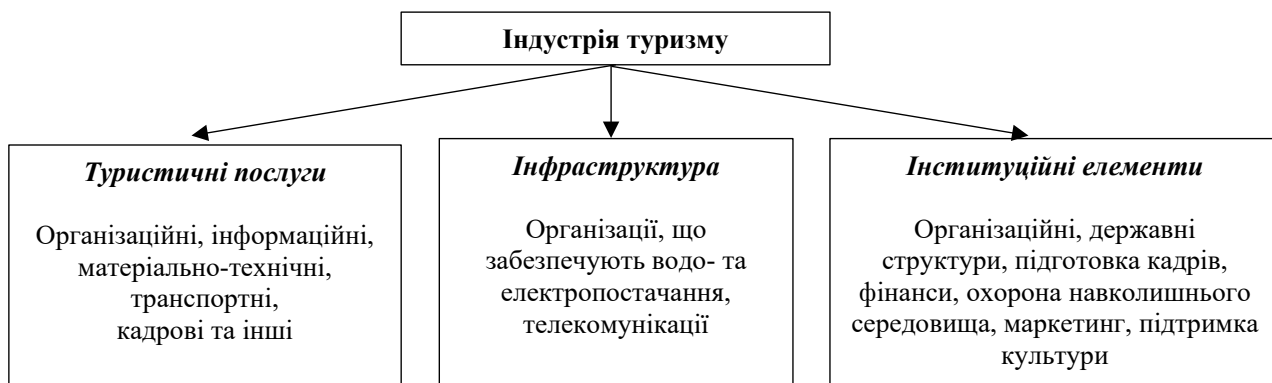 Індустрія туризму
Туристичні послуги
Організаційні, інформаційні,
матеріально-технічні,
транспортні,
кадрові та інші
Інфраструктура
Організації, що
забезпечують водо- та
електропостачання,
телекомунікації
Інституційні елементи
Організаційні, державні
структури, підготовка кадрів,
фінанси, охорона навколишнього
середовища, маркетинг, підтримка
культури